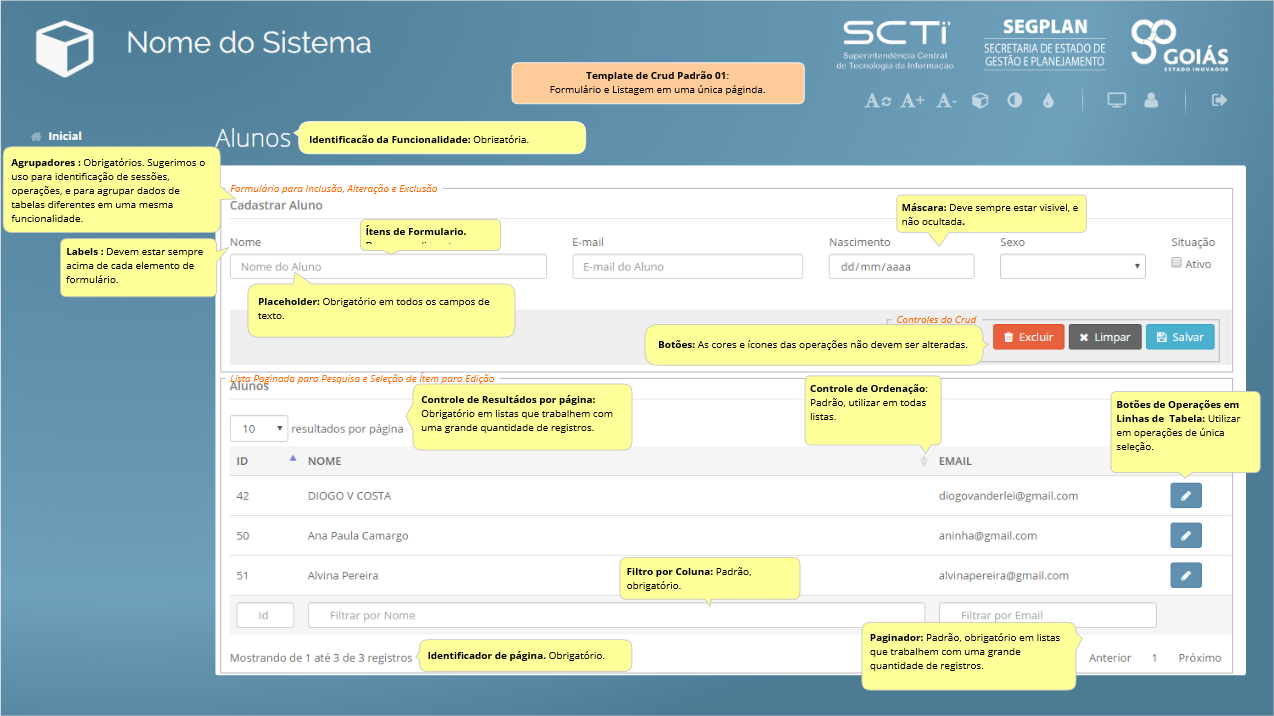 Nome do Sistema
SCTi
Superintendência Central
de Tecnologia da Informação
SEGPLAN
SECRETARIA DE ESTADO DE
GESTÃO E PLANEJAMENTO
GOIÁS
ESTADO INOVADOR
Template de Crud Padrão 01:
Formulário e Listagem em uma única páginda.
A A+ A-
Inicial
Alunos
Identificacão da Funcionalidade: Obrigatória.
Agrupadores : Obrigatórios. Sugerimos o
uso para identificação de sessões,
operações, e para agrupar dados de
tabelas diferentes em uma mesma
funcionalidade.
Formulário para Inclusão, Alteração e Exclusão
Cadastrar Aluno
Ítens de Formulario.
Máscara: Deve sempre estar visivel, e
não ocultada.
Labels : Devem estar sempre
acima de cada elemento de
formulário.
Nome
E-mail
Nascimento
Sexo
Situação
Nome do Aluno
E-mail do Aluno
dd/mm/aaaa
Ativo
Placeholder: Obrigatório em todos os campos de
texto.
Controles do Crud
Botões: As cores e ícones das operações não devem ser alteradas.
Excluir
Limpar
Salvar
Lista Paginada para Pesquisa e Seleção de Ítem para Edição
Alunos
Controle de Resultádos por página:
Obrigatório em listas que trabalhem com
uma grande quantidade de registros.
Controle de Ordenação:
Padrão, utilizar em todas
listas.
Botões de Operações em
Linhas de Tabela: Utilizar
em operações de única
seleção.
10 resultados por página
ID NOME EMAIL
42 DIOGO V COSTA diogovanderlei@gmail.com
50 Ana Paula Camargo aninha@gmail.com
51 Alvina Pereira alvinapereira@gmail.com
Filtro por Coluna: Padrão,
obrigatório.
Id Filtrar por Nome Filtrar por Email
Mostrando de 1 até 3 de 3 registros
Identificador de página. Obrigatório.
Paginador: Padrão, obrigatório em listas
que trabalhem com uma grande
quantidade de registros.
Anterior 1 Próximo